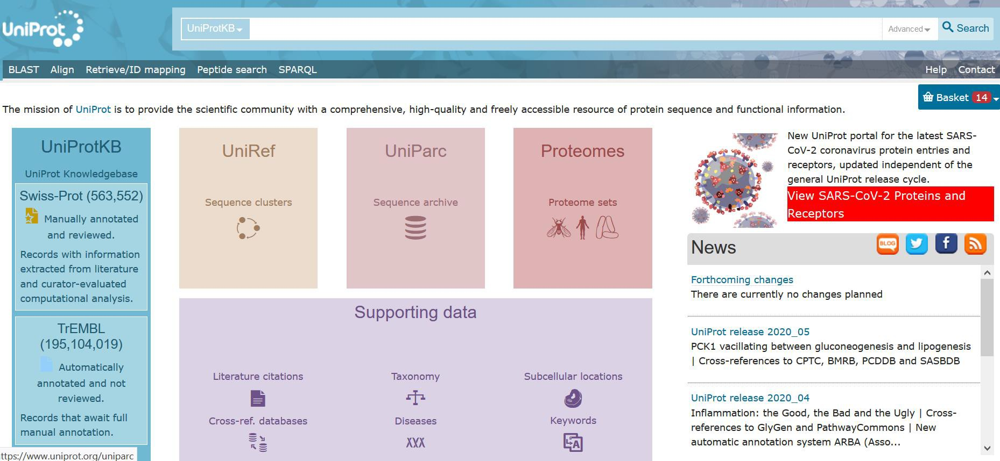 UniProt
UniProtKB
Advanced
Search
BLAST Align Retrieve/ID mapping Peptide search SPARQL
Help Contact
Basket 14
The mission of UniProt is to provide the scientific community with a comprehensive, high-quality and freely accessible resource of protein sequence and functional information.
UniProtKB
UniProt Knowledgebase
Swiss-Prot (563,552)
Manually annotated
and reviewed.
Records with information
extracted from literature
and curator-evaluated
computational analysis.
TrEMBL
(195,104,019)
Automatically
annotated and not
reviewed.
Records that await full
manual annotation.
UniRef
Sequence clusters
UniParc
Sequence archive
Proteomes
Proteome sets
Supporting data
Literature citations
Taxonomy
Subcellular locations
Cross-ref. databases
Diseases
Keywords
A
New UniProt portal for the latest SARS-
CoV-2 coronavirus protein entries and
receptors, updated independent of the
general UniProt release cycle.
View SARS-CoV-2 Proteins and
Receptors
News
BLOG
Forthcoming changes
There are currently no changes planned
UniProt release 2020_05
PCK1 vacillating between gluconeogenesis and lipogenesis
| Cross-references to CPTC, BMRB, PCDDB and SASBDB
UniProt release 2020_04
Inflammation: the Good, the Bad and the Ugly | Cross-
references to GlyGen and PathwayCommons | New
automatic annotation system ARBA (Asso...
ttps://www.uniprot.org/uniparc